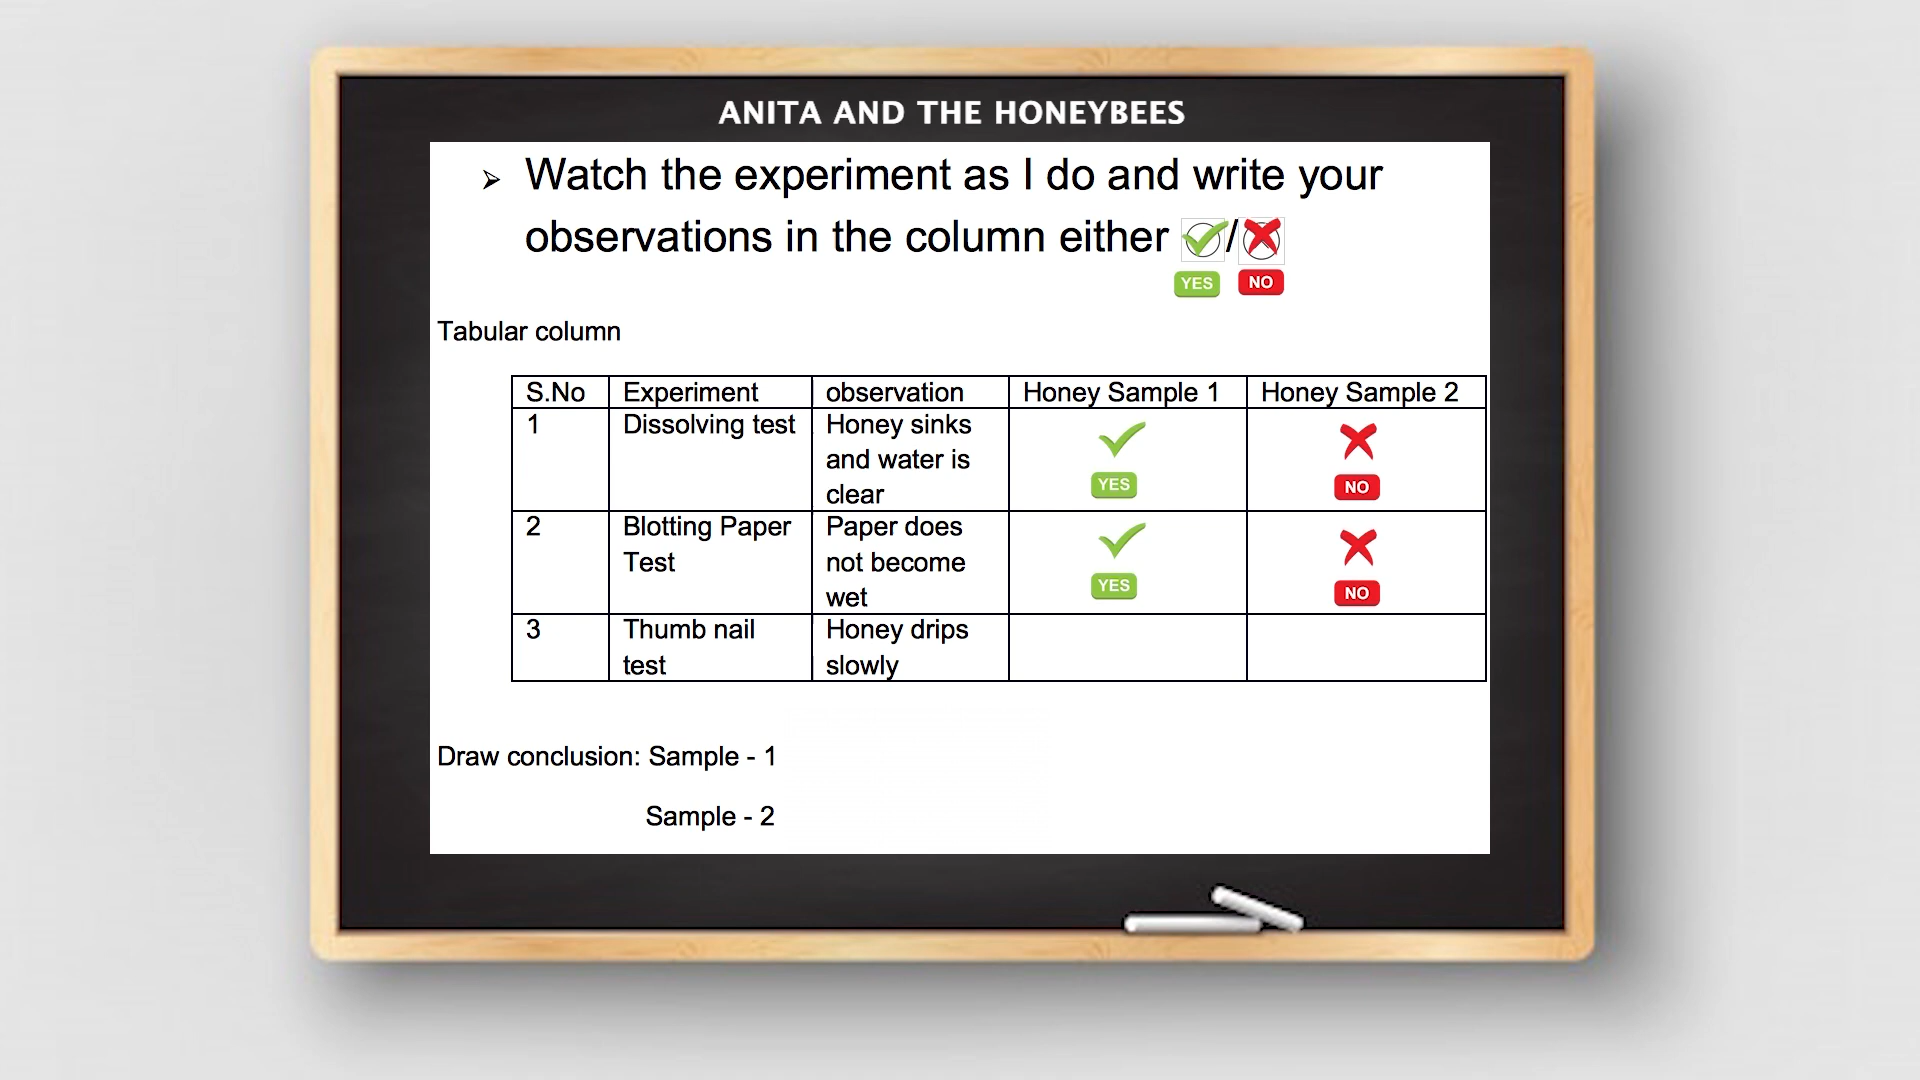 ANITA AND THE HONEYBEES
➢ Watch the experiment as I do and write your
observations in the column either /
YES NO
Tabular column
S.No Experiment observation Honey Sample 1 Honey Sample 2
1 Dissolving test Honey sinks
and water is
clear
YES NO
2 Blotting Paper Paper does
Test not become
wet
YES NO
3 Thumb nail Honey drips
test slowly
Draw conclusion: Sample - 1
Sample - 2